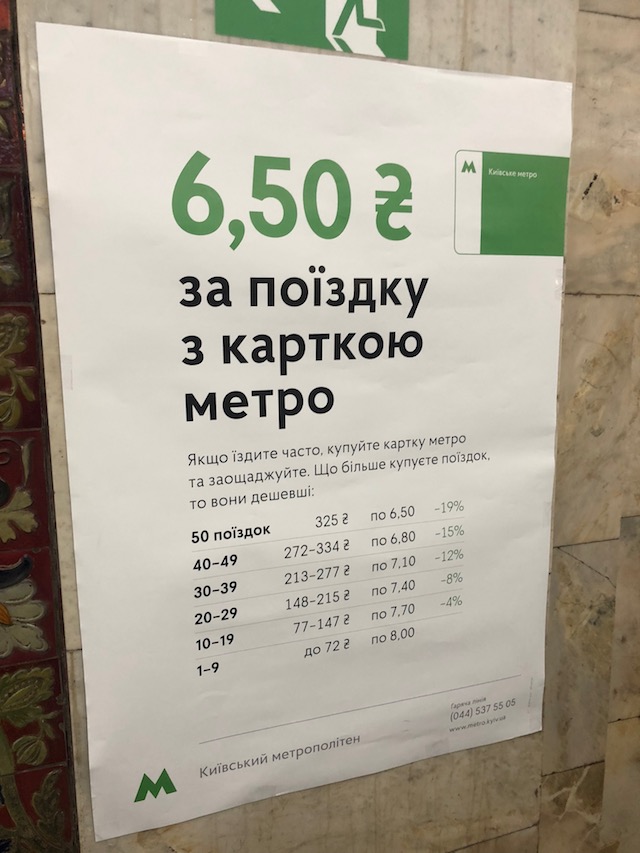 6,50 ₴
за поїздку
з карткою
метро
М Київське метро
Якщо їздите часто, купуйте картку метро
та заощаджуйте. Що більше купуєте поїздок,
то вони дешевші:
50 поїздок 325 ₴ по 6,50 –19%
40–49 272–334 ₴ по 6,80 –15%
30–39 213–277 ₴ по 7,10 –12%
20–29 148–215 ₴ по 7,40 –8%
10–19 77–147 ₴ по 7,70 –4%
1–9 до 72 ₴ по 8,00
М Київський метрополітен
Гаряча лінія
(044) 537 55 05
www.metro.kyiv.ua